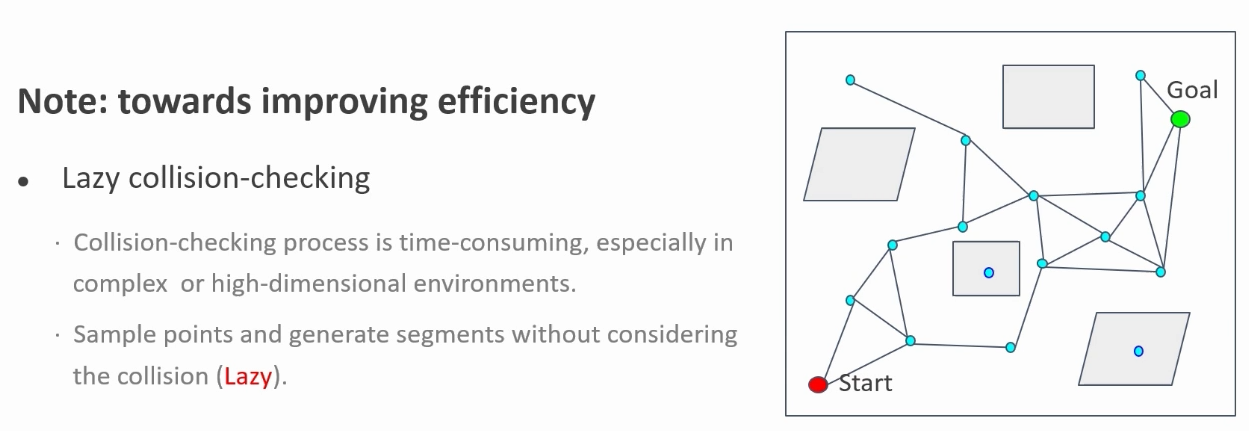 Note: towards improving efficiency
• Lazy collision-checking
· Collision-checking process is time-consuming, especially in
complex or high-dimensional environments.
· Sample points and generate segments without considering
the collision (Lazy).
Goal
Start